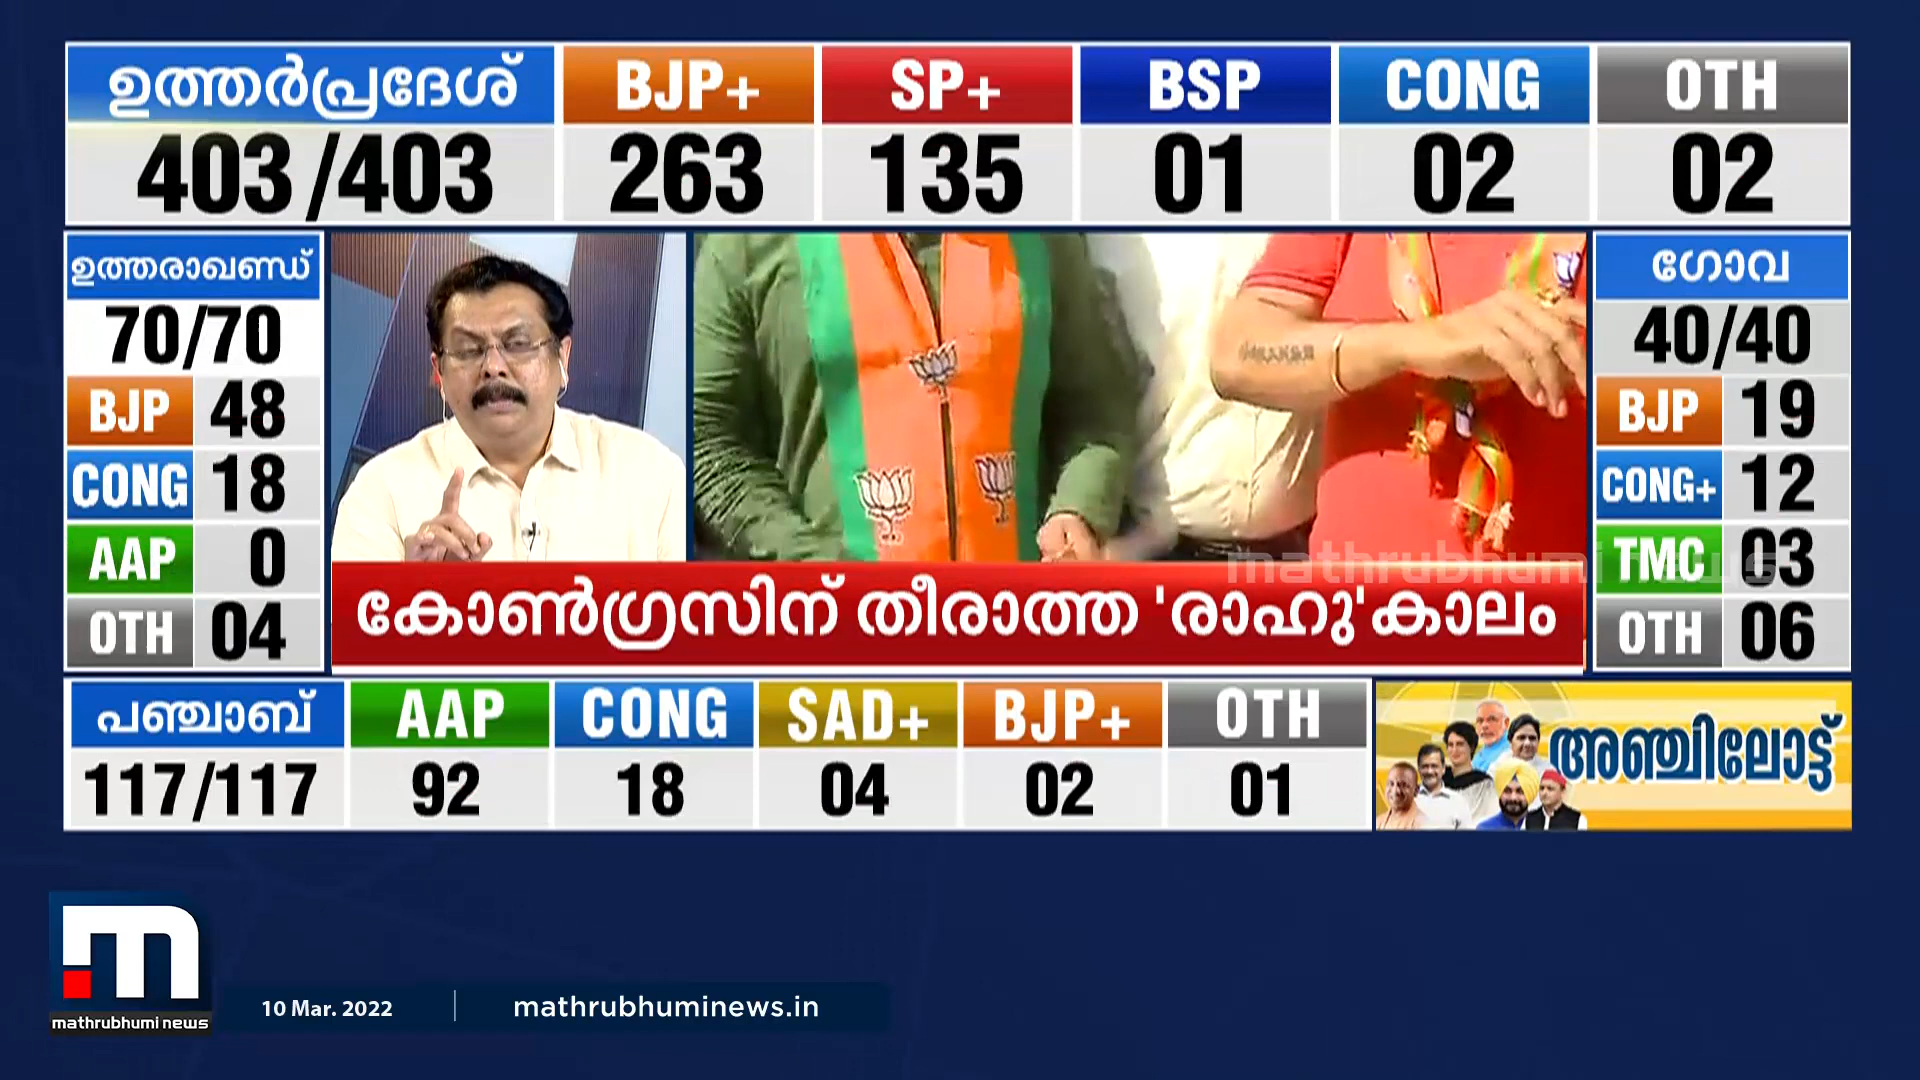 ഉത്തർപ്രദേശ് BJP+ SP+ BSP CONG OTH
403/403 263 135 01 02 02
ഉത്തരാഖണ്ഡ്
70/70
BJP 48
CONG 18
AAP 0
OTH 04
ഗോവ
40/40
BJP 19
CONG+ 12
TMC 03
OTH 06
mathrubhumi news
കോൺഗ്രസിന് തീരാത്ത 'രാഹു'കാലം
പഞ്ചാബ് AAP CONG SAD+ BJP+ OTH
117/117 92 18 04 02 01
അഞ്ചിലോട്ട്
mathrubhumi news
10 Mar. 2022
mathrubhuminews.in